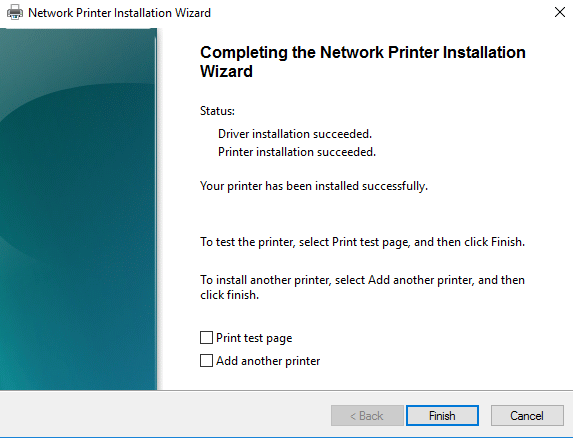 Network Printer Installation Wizard
Completing the Network Printer Installation
Wizard
Status:
Driver installation succeeded.
Printer installation succeeded.
Your printer has been installed successfully.
To test the printer, select Print test page, and then click Finish.
To install another printer, select Add another printer, and then
click finish.
Print test page
Add another printer
< Back
Finish
Cancel